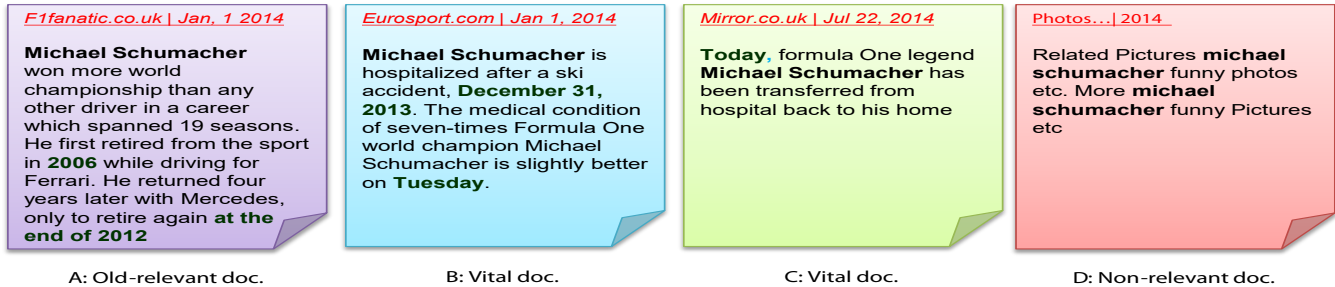 F1fanatic.co.uk | Jan, 1 2014
Michael Schumacher
won more world
championship than any
other driver in a career
which spanned 19 seasons.
He first retired from the sport
in 2006 while driving for
Ferrari. He returned four
years later with Mercedes,
only to retire again at the
end of 2012
A: Old-relevant doc.
Eurosport.com | Jan 1, 2014
Michael Schumacher is
hospitalized after a ski
accident, December 31,
2013. The medical condition
of seven-times Formula One
world champion Michael
Schumacher is slightly better
on Tuesday.
B: Vital doc.
Mirror.co.uk | Jul 22, 2014
Today, formula One legend
Michael Schumacher has
been transferred from
hospital back to his home
C: Vital doc.
Photos...| 2014
Related Pictures michael
schumacher funny photos
etc. More michael
schumacher funny Pictures
etc
D: Non-relevant doc.